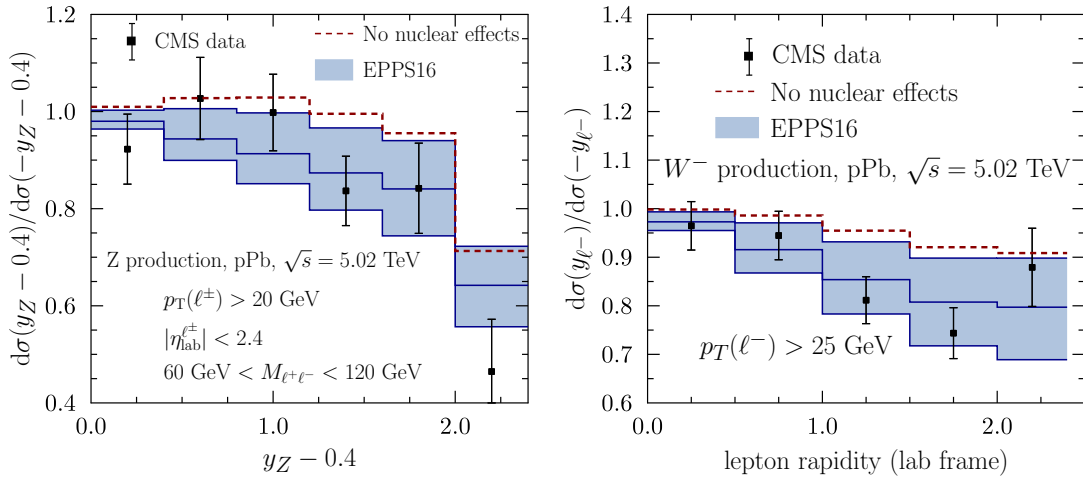 1.2
1.0
0.8
0.6
0.4
dσ(y_Z − 0.4)/dσ(−y_Z − 0.4)
CMS data
No nuclear effects
EPPS16
Z production, pPb, √s = 5.02 TeV
p_T(ℓ^±) > 20 GeV
|η_lab^ℓ^±| < 2.4
60 GeV < M_ℓ^+ℓ^− < 120 GeV
0.0 1.0 2.0
y_Z − 0.4
1.4
1.3
1.2
1.1
1.0
0.9
0.8
0.7
0.6
dσ(y_ℓ^−)/dσ(−y_ℓ^−)
CMS data
No nuclear effects
EPPS16
W^− production, pPb, √s = 5.02 TeV
p_T(ℓ^−) > 25 GeV
0.0 1.0 2.0
lepton rapidity (lab frame)